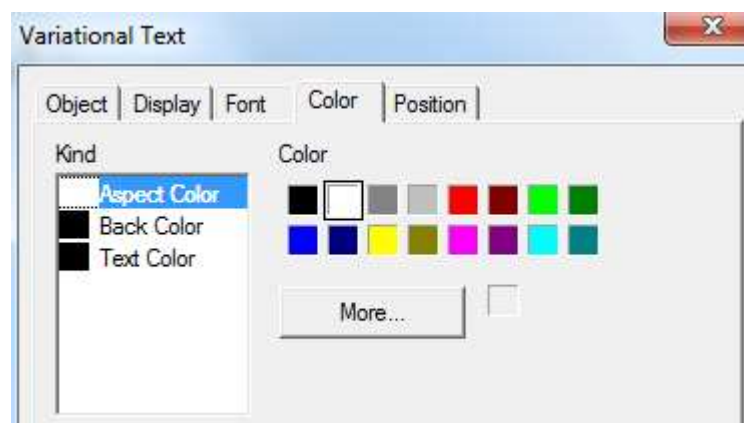 Variational Text
Object Display Font Color Position
Kind Color
Aspect Color
Back Color
Text Color
More...